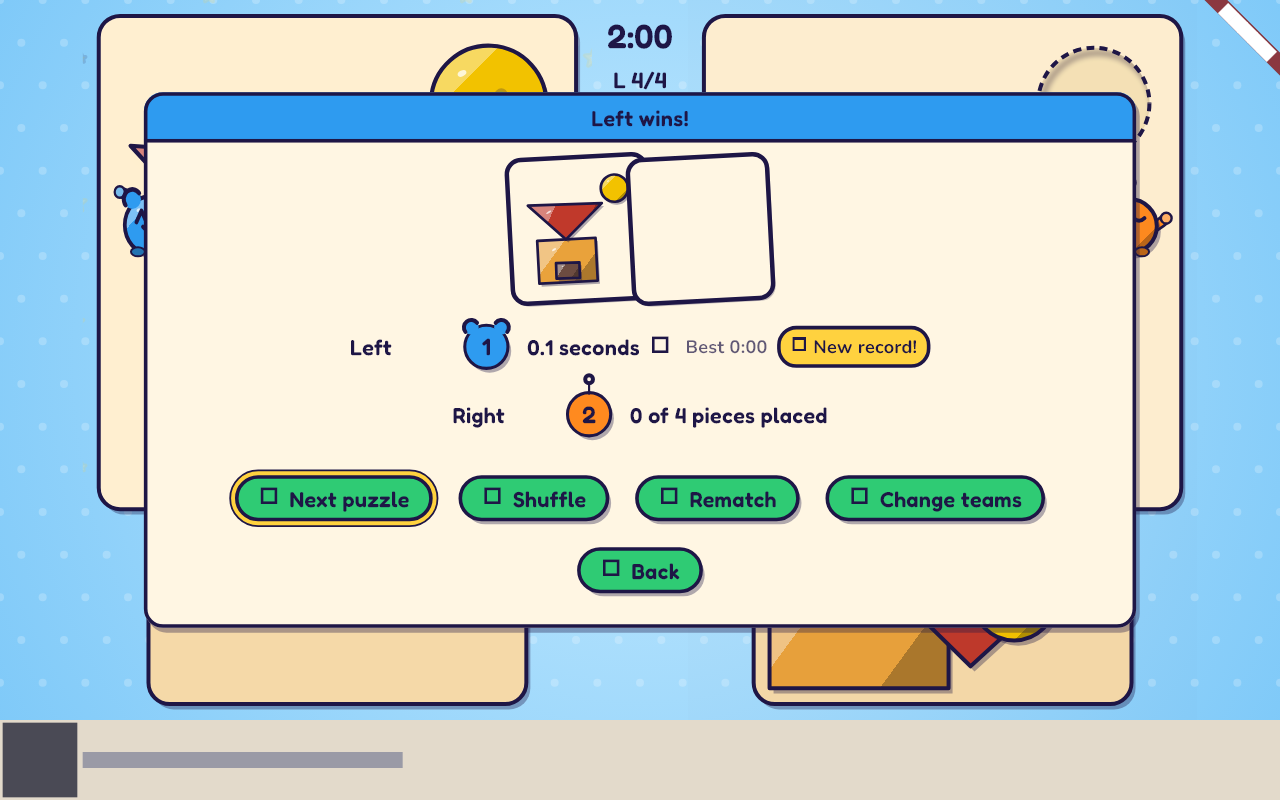 2:00
L 4/4
Left wins!
Left 1 0.1 seconds Best 0:00 New record!
Right 2 0 of 4 pieces placed
Next puzzle Shuffle Rematch Change teams
Back